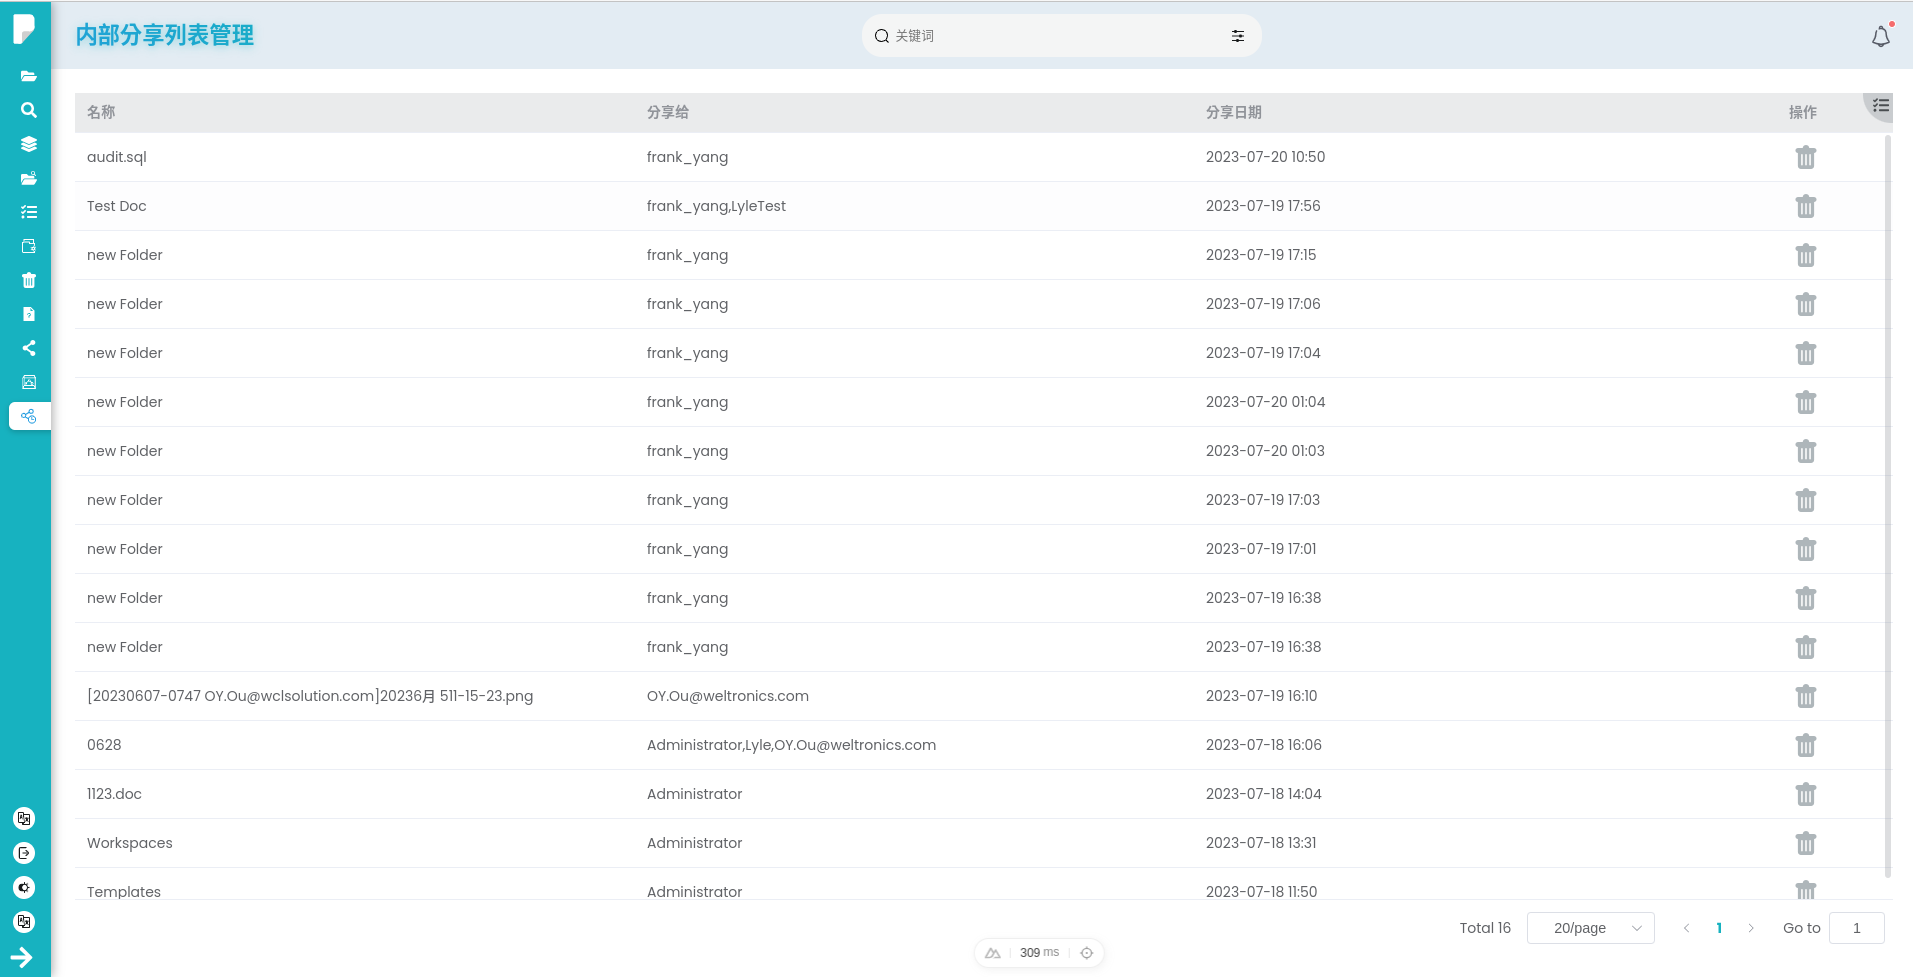 内部分享列表管理
关键词
名称 分享给 分享日期 操作
audit.sql frank_yang 2023-07-20 10:50
Test Doc frank_yang,LyleTest 2023-07-19 17:56
new Folder frank_yang 2023-07-19 17:15
new Folder frank_yang 2023-07-19 17:06
new Folder frank_yang 2023-07-19 17:04
new Folder frank_yang 2023-07-20 01:04
new Folder frank_yang 2023-07-20 01:03
new Folder frank_yang 2023-07-19 17:03
new Folder frank_yang 2023-07-19 17:01
new Folder frank_yang 2023-07-19 16:38
new Folder frank_yang 2023-07-19 16:38
[20230607-0747 OY.Ou@wclsolution.com]20236月 511-15-23.png OY.Ou@weltronics.com 2023-07-19 16:10
0628 Administrator,Lyle,OY.Ou@weltronics.com 2023-07-18 16:06
1123.doc Administrator 2023-07-18 14:04
Workspaces Administrator 2023-07-18 13:31
Templates Administrator 2023-07-18 11:50
Total 16 20/page 1 Go to 1
309 ms